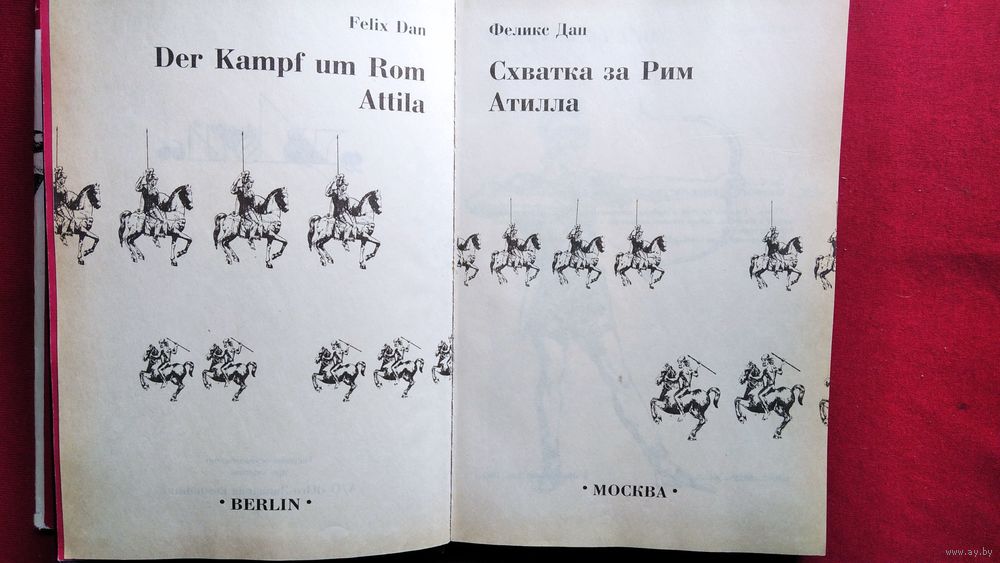 Felix Dan
Der Kampf um Rom
Attila
• BERLIN •
Феликс Дан
Схватка за Рим
Атилла
• МОСКВА •
www.ay.by